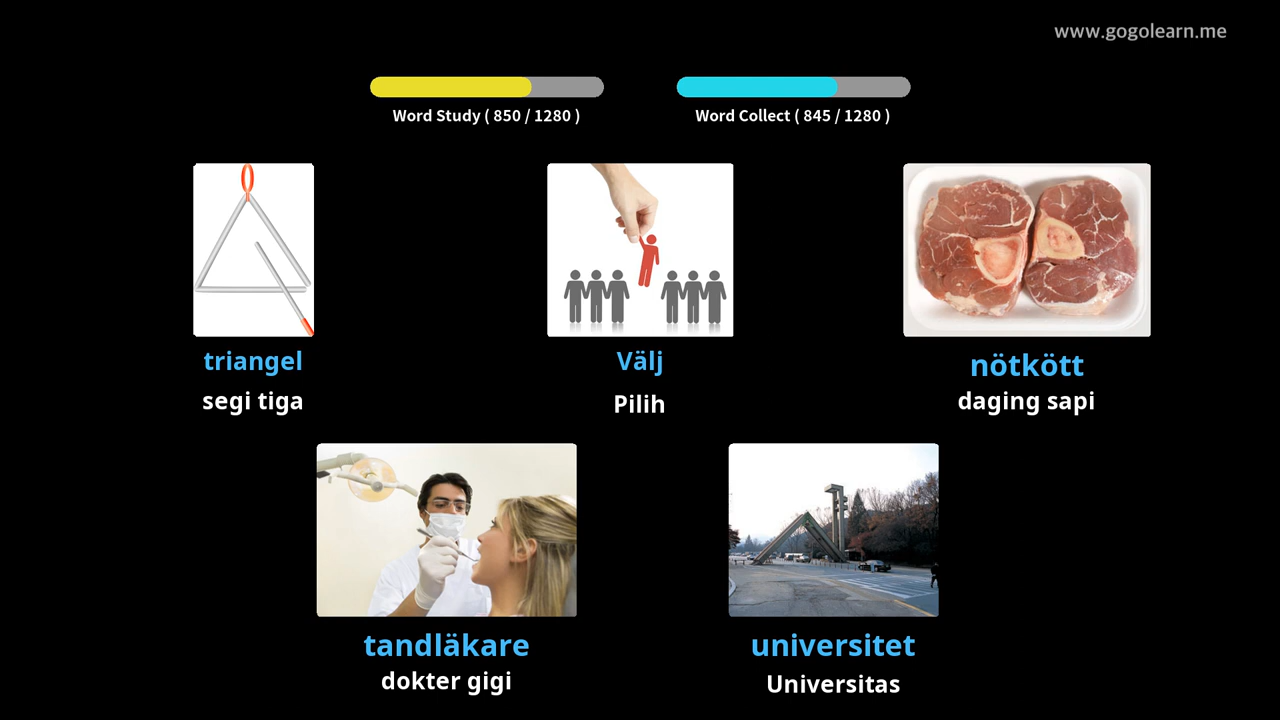 www.gogolearn.me
Word Study ( 850 / 1280 )
Word Collect ( 845 / 1280 )
triangel
segi tiga
Välj
Pilih
nötkött
daging sapi
tandläkare
dokter gigi
universitet
Universitas